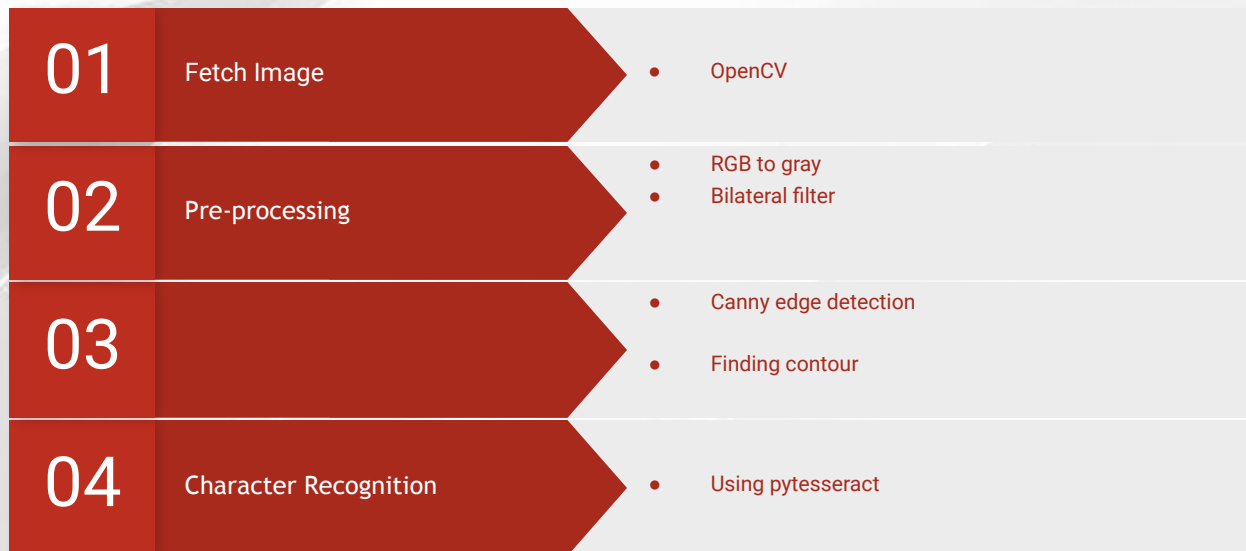 01
Fetch Image
● OpenCV
02
Pre-processing
● RGB to gray
● Bilateral filter
03
● Canny edge detection
● Finding contour
04
Character Recognition
● Using pytesseract